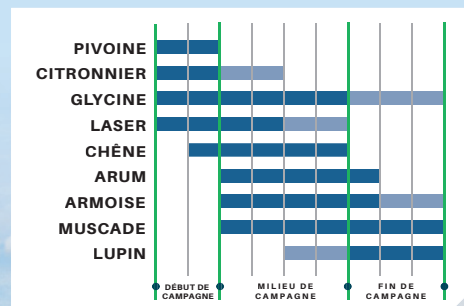 PIVOINE
CITRONNIER
GLYCINE
LASER
CHÊNE
ARUM
ARMOISE
MUSCADE
LUPIN
DÉBUT DE
CAMPAGNE
MILIEU DE
CAMPAGNE
FIN DE
CAMPAGNE